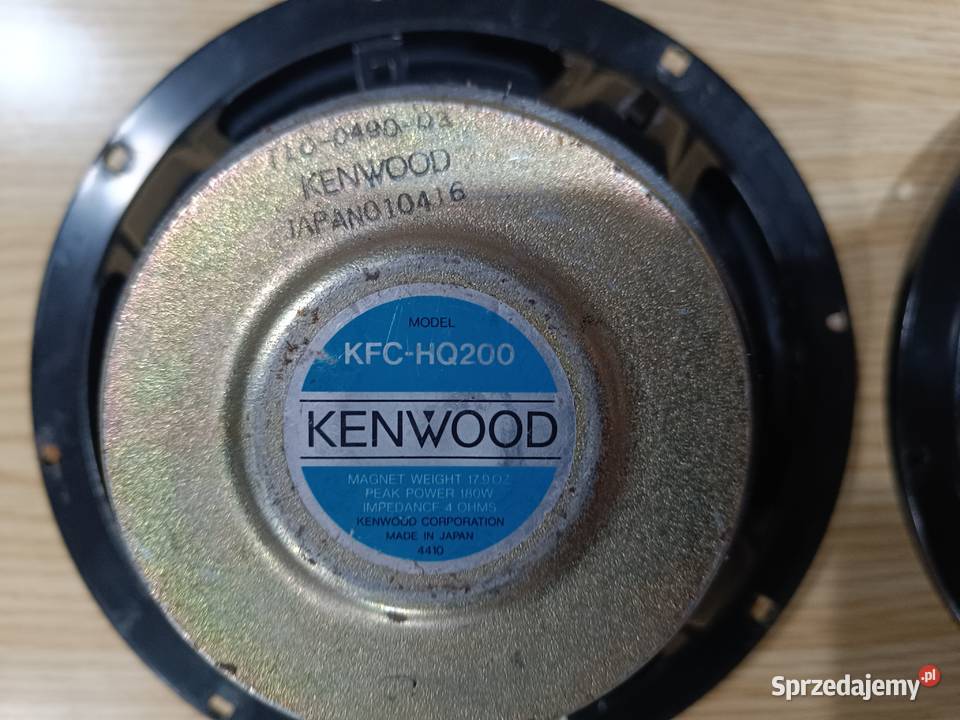 KENWOOD
JAPAN010416
MODEL
KFC-HQ200
KENWOOD
MAGNET WEIGHT 17.9 OZ
PEAK POWER 180W
IMPEDANCE 4 OHMS
KENWOOD CORPORATION
MADE IN JAPAN
4410
Sprzedajemy.pl